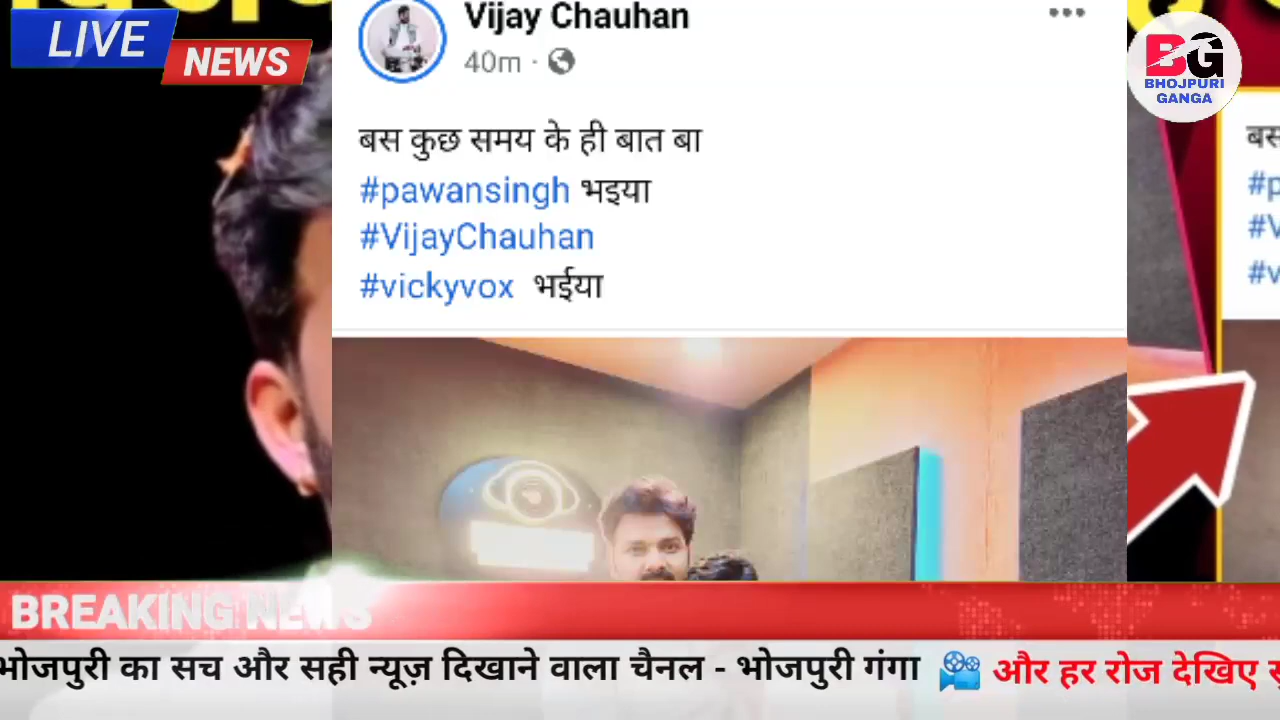 LIVE
NEWS
Vijay Chauhan
40m
BG
BHOJPURI
GANGA
बस कुछ समय के ही बात बा
#pawansingh भइया
#VijayChauhan
#vickyvox भईया
बस
#p
#V
#v
BREAKING NEWS
भोजपुरी का सच और सही न्यूज़ दिखाने वाला चैनल - भोजपुरी गंगा और हर रोज देखिए